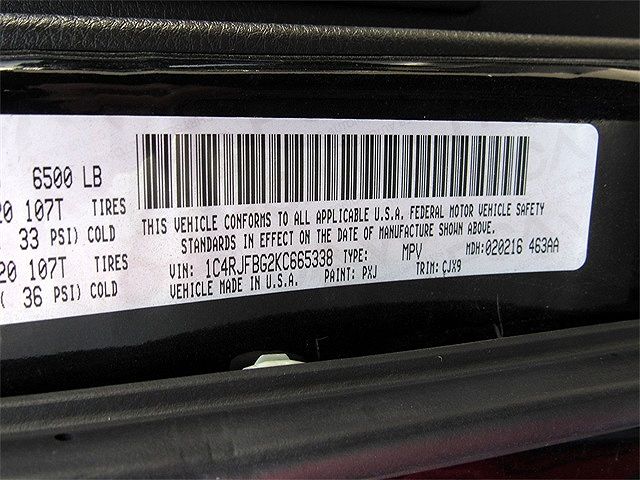 6500 LB
20 107T TIRES
33 PSI) COLD
20 107T TIRES
( 36 PSI) COLD
THIS VEHICLE CONFORMS TO ALL APPLICABLE U.S.A. FEDERAL MOTOR VEHICLE SAFETY
STANDARDS IN EFFECT ON THE DATE OF MANUFACTURE SHOWN ABOVE.
VIN: 1C4RJFBG2KC665338 TYPE: MPV MDH: 020216 463AA
VEHICLE MADE IN U.S.A. PAINT: PXJ TRIM: CJX9